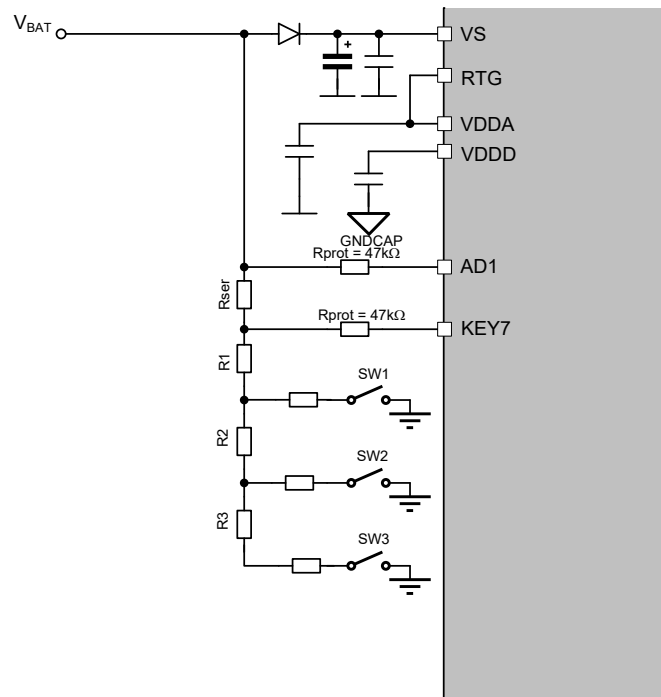 VBAT
VS
+
RTG
VDDA
VDDD
GNDCAP
Rprot = 47kΩ
AD1
Rser
Rprot = 47kΩ
KEY7
R1
SW1
R2
SW2
R3
SW3